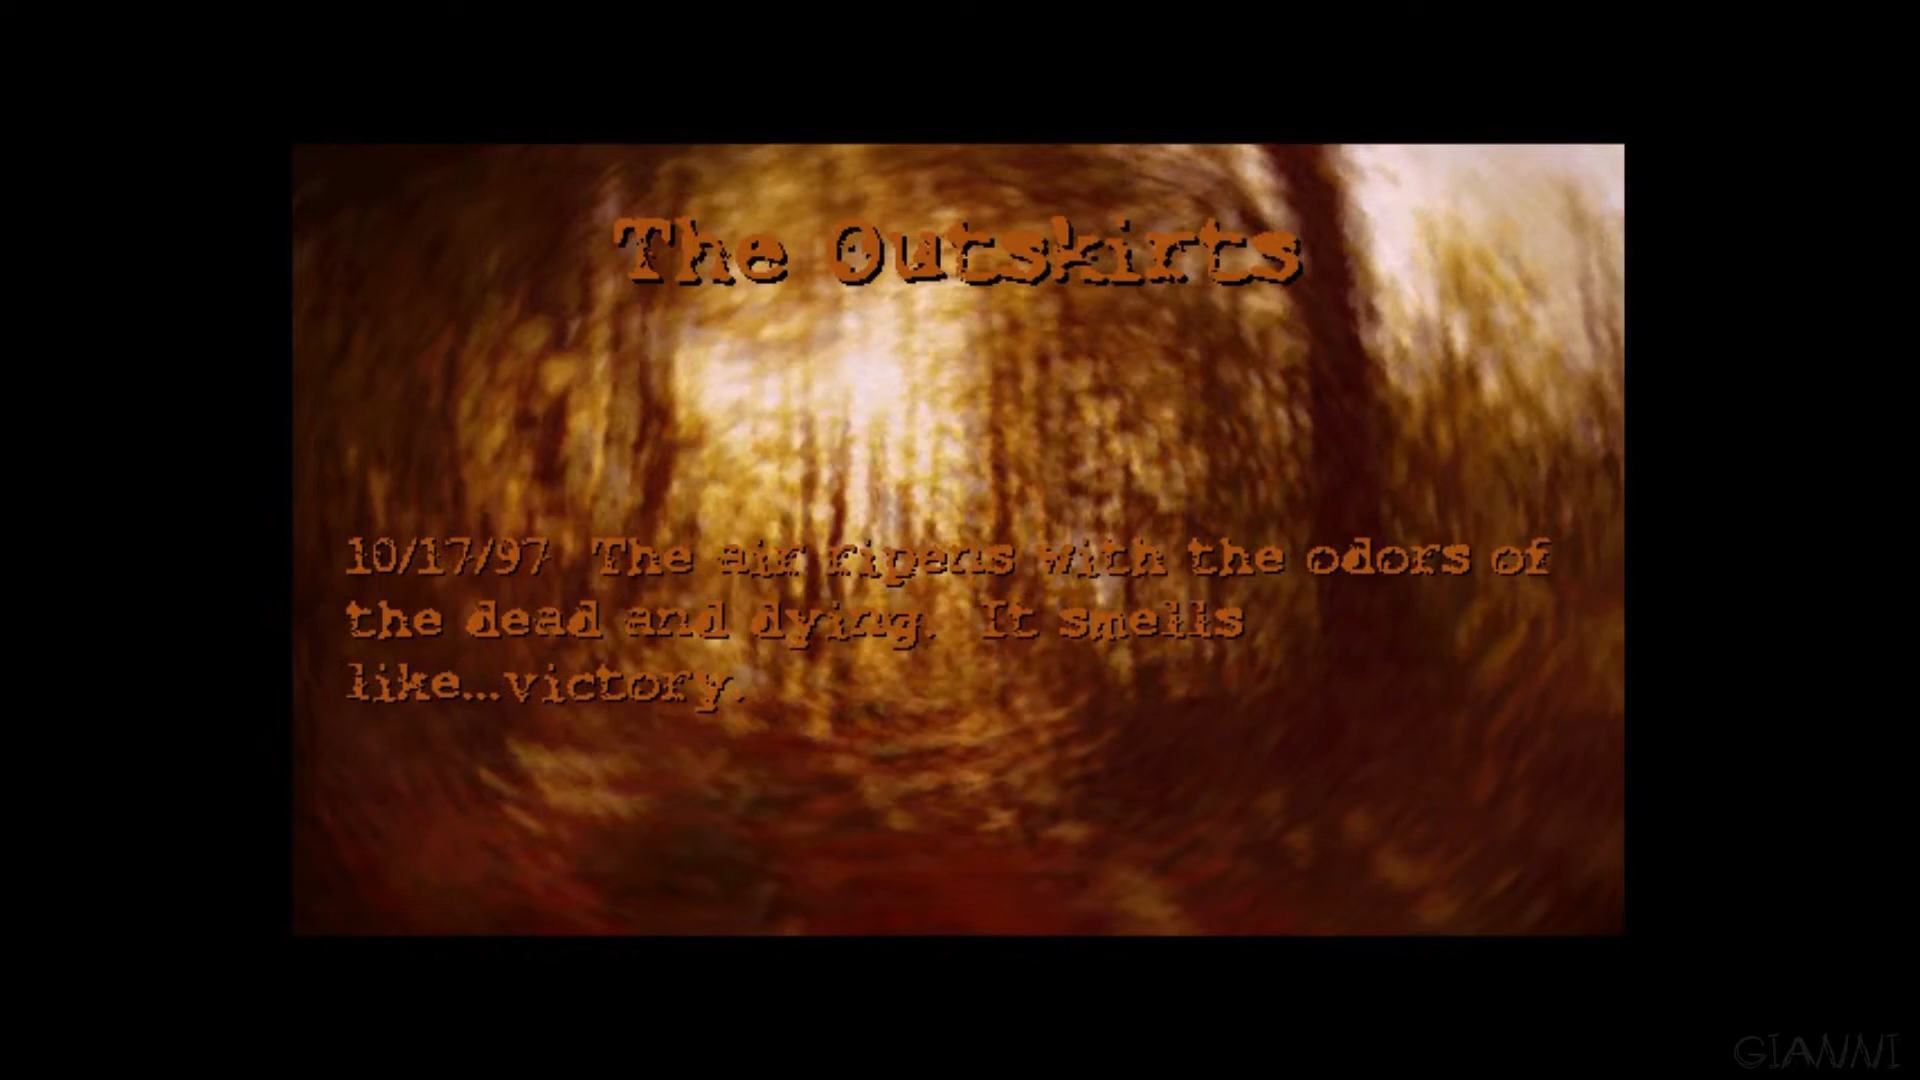 The Outskirts
10/17/97 The air ripens with the odors of
the dead and dying. It smells
like...victory.
GIANNI